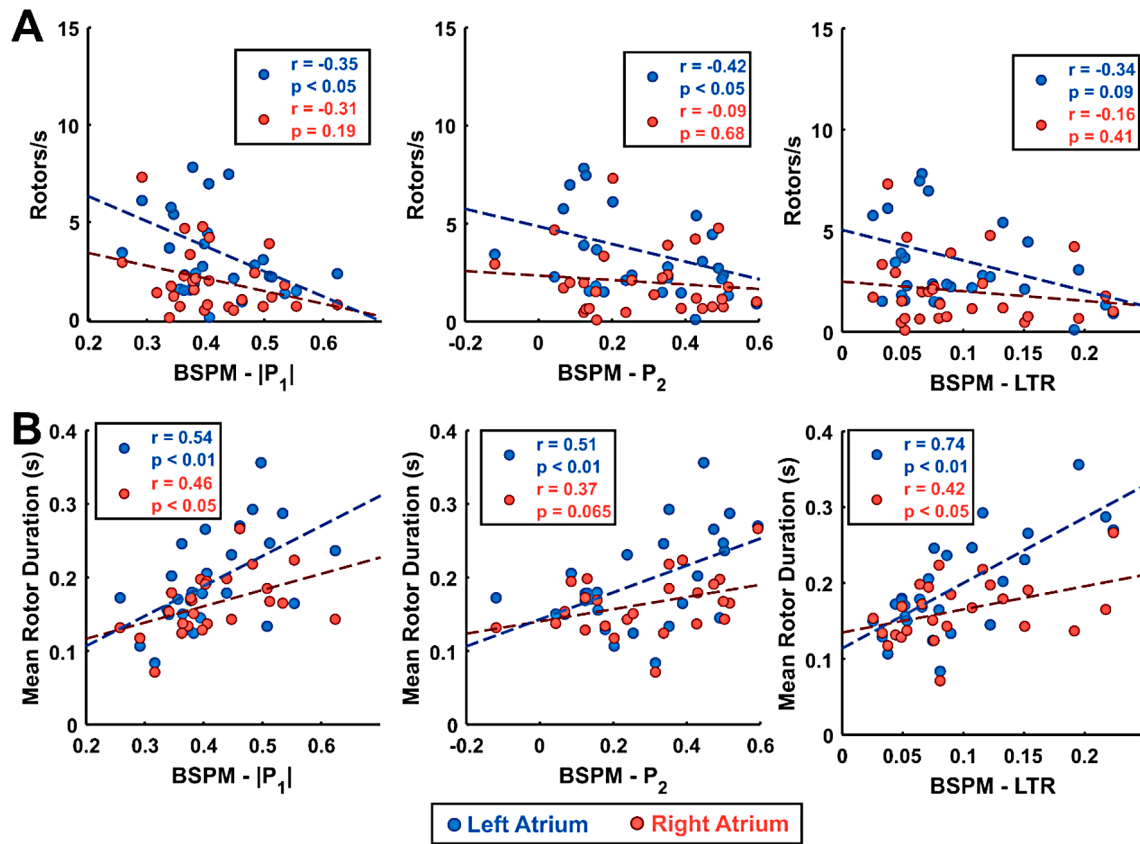 A
15
10
5
0
Rotors/s
r = -0.35
p < 0.05
r = -0.31
p = 0.19
0.2 0.3 0.4 0.5 0.6
BSPM - |P1|
15
10
5
0
Rotors/s
r = -0.42
p < 0.05
r = -0.09
p = 0.68
-0.2 0 0.2 0.4 0.6
BSPM - P2
15
10
5
0
Rotors/s
r = -0.34
p = 0.09
r = -0.16
p = 0.41
0 0.05 0.1 0.15 0.2
BSPM - LTR
B
0.4
0.3
0.2
0.1
0
Mean Rotor Duration (s)
r = 0.54
p < 0.01
r = 0.46
p < 0.05
0.2 0.3 0.4 0.5 0.6
BSPM - |P1|
0.4
0.3
0.2
0.1
0
Mean Rotor Duration (s)
r = 0.51
p < 0.01
r = 0.37
p = 0.065
-0.2 0 0.2 0.4 0.6
BSPM - P2
0.4
0.3
0.2
0.1
0
Mean Rotor Duration (s)
r = 0.74
p < 0.01
r = 0.42
p < 0.05
0 0.05 0.1 0.15 0.2
BSPM - LTR
Left Atrium Right Atrium